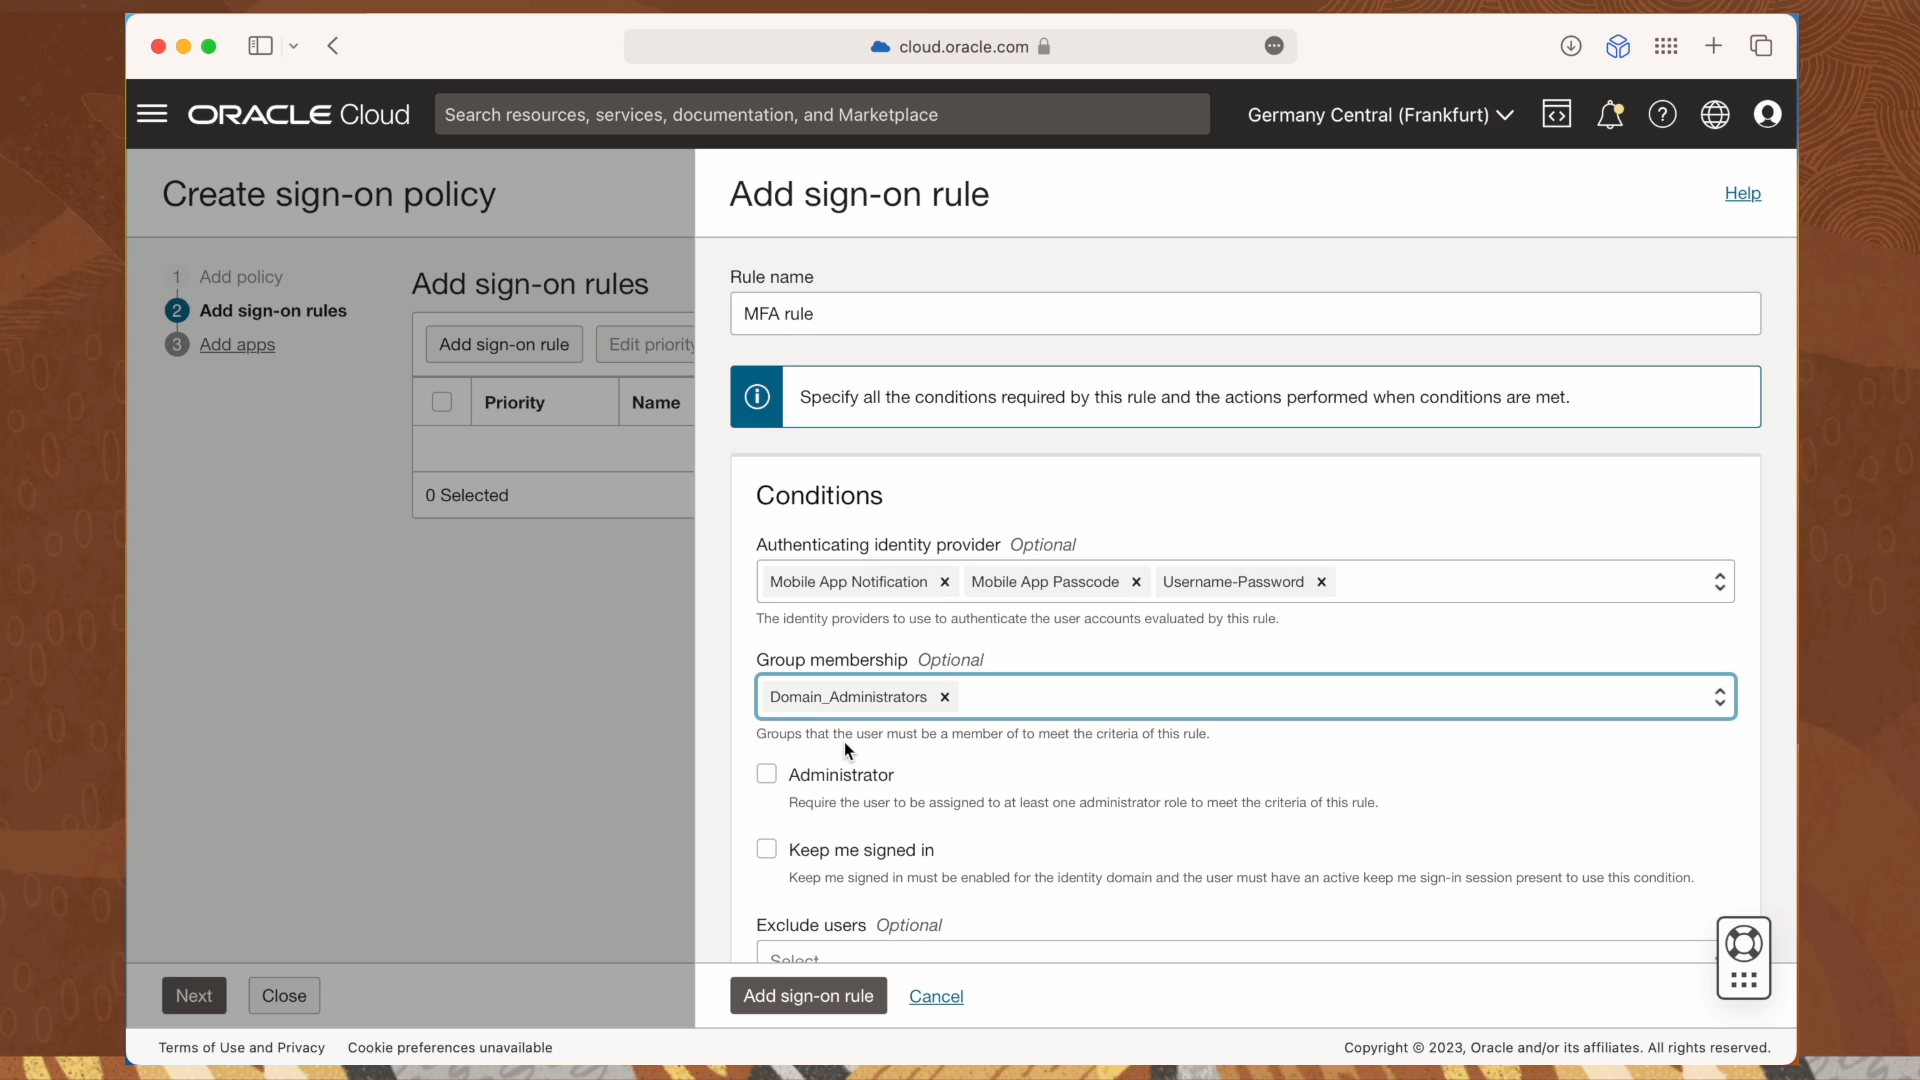 cloud.oracle.com
ORACLE Cloud
Search resources, services, documentation, and Marketplace
Germany Central (Frankfurt)
Create sign-on policy
1 Add policy
2 Add sign-on rules
3 Add apps
Add sign-on rules
Add sign-on rule
Edit priority
Priority
Name
0 Selected
Next
Close
Add sign-on rule
Help
Rule name
MFA rule
Specify all the conditions required by this rule and the actions performed when conditions are met.
Conditions
Authenticating identity provider Optional
Mobile App Notification × Mobile App Passcode × Username-Password ×
The identity providers to use to authenticate the user accounts evaluated by this rule.
Group membership Optional
Domain_Administrators ×
Groups that the user must be a member of to meet the criteria of this rule.
Administrator
Require the user to be assigned to at least one administrator role to meet the criteria of this rule.
Keep me signed in
Keep me signed in must be enabled for the identity domain and the user must have an active keep me sign-in session present to use this condition.
Exclude users Optional
Select
Add sign-on rule
Cancel
Terms of Use and Privacy
Cookie preferences unavailable
Copyright © 2023, Oracle and/or its affiliates. All rights reserved.